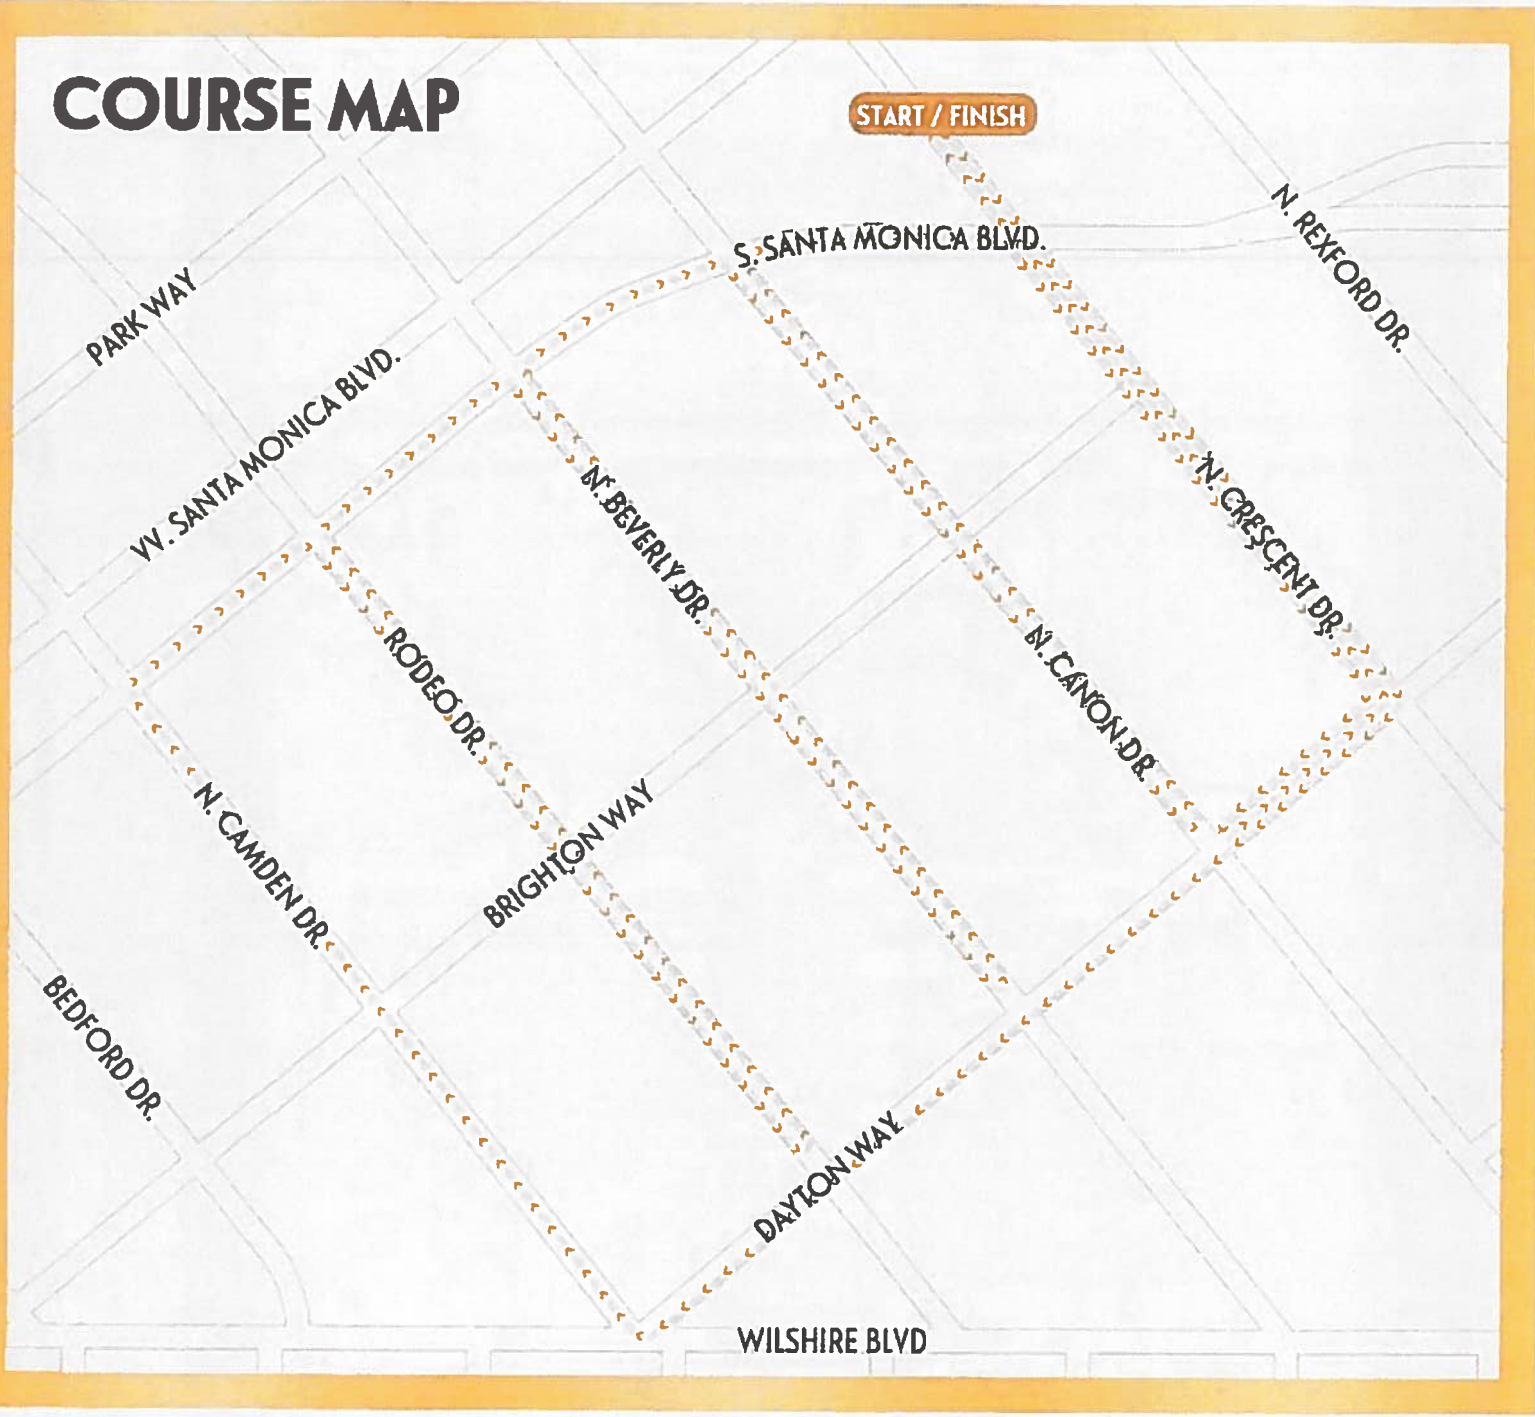 COURSE MAP
START / FINISH
N. REXFORD DR.
S. SANTA MONICA BLVD.
PARK WAY
W. SANTA MONICA BLVD.
N. BEVERLY DR.
N. CRESCENT DR.
RODEO DR.
N. CANON DR.
N. CAMDEN DR.
BRIGHTON WAY
BEDFORD DR.
DAYTON WAY
WILSHIRE BLVD